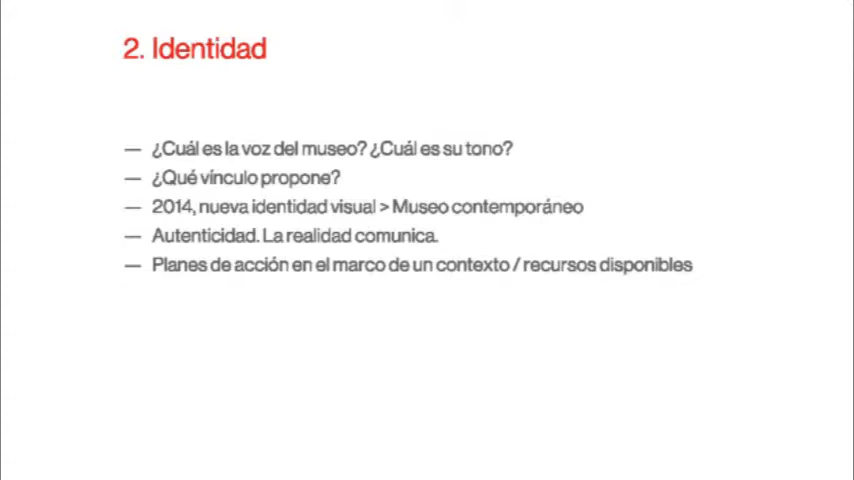 2. Identidad
— ¿Cuál es la voz del museo? ¿Cuál es su tono?
— ¿Qué vínculo propone?
— 2014, nueva identidad visual > Museo contemporáneo
— Autenticidad. La realidad comunica.
— Planes de acción en el marco de un contexto / recursos disponibles